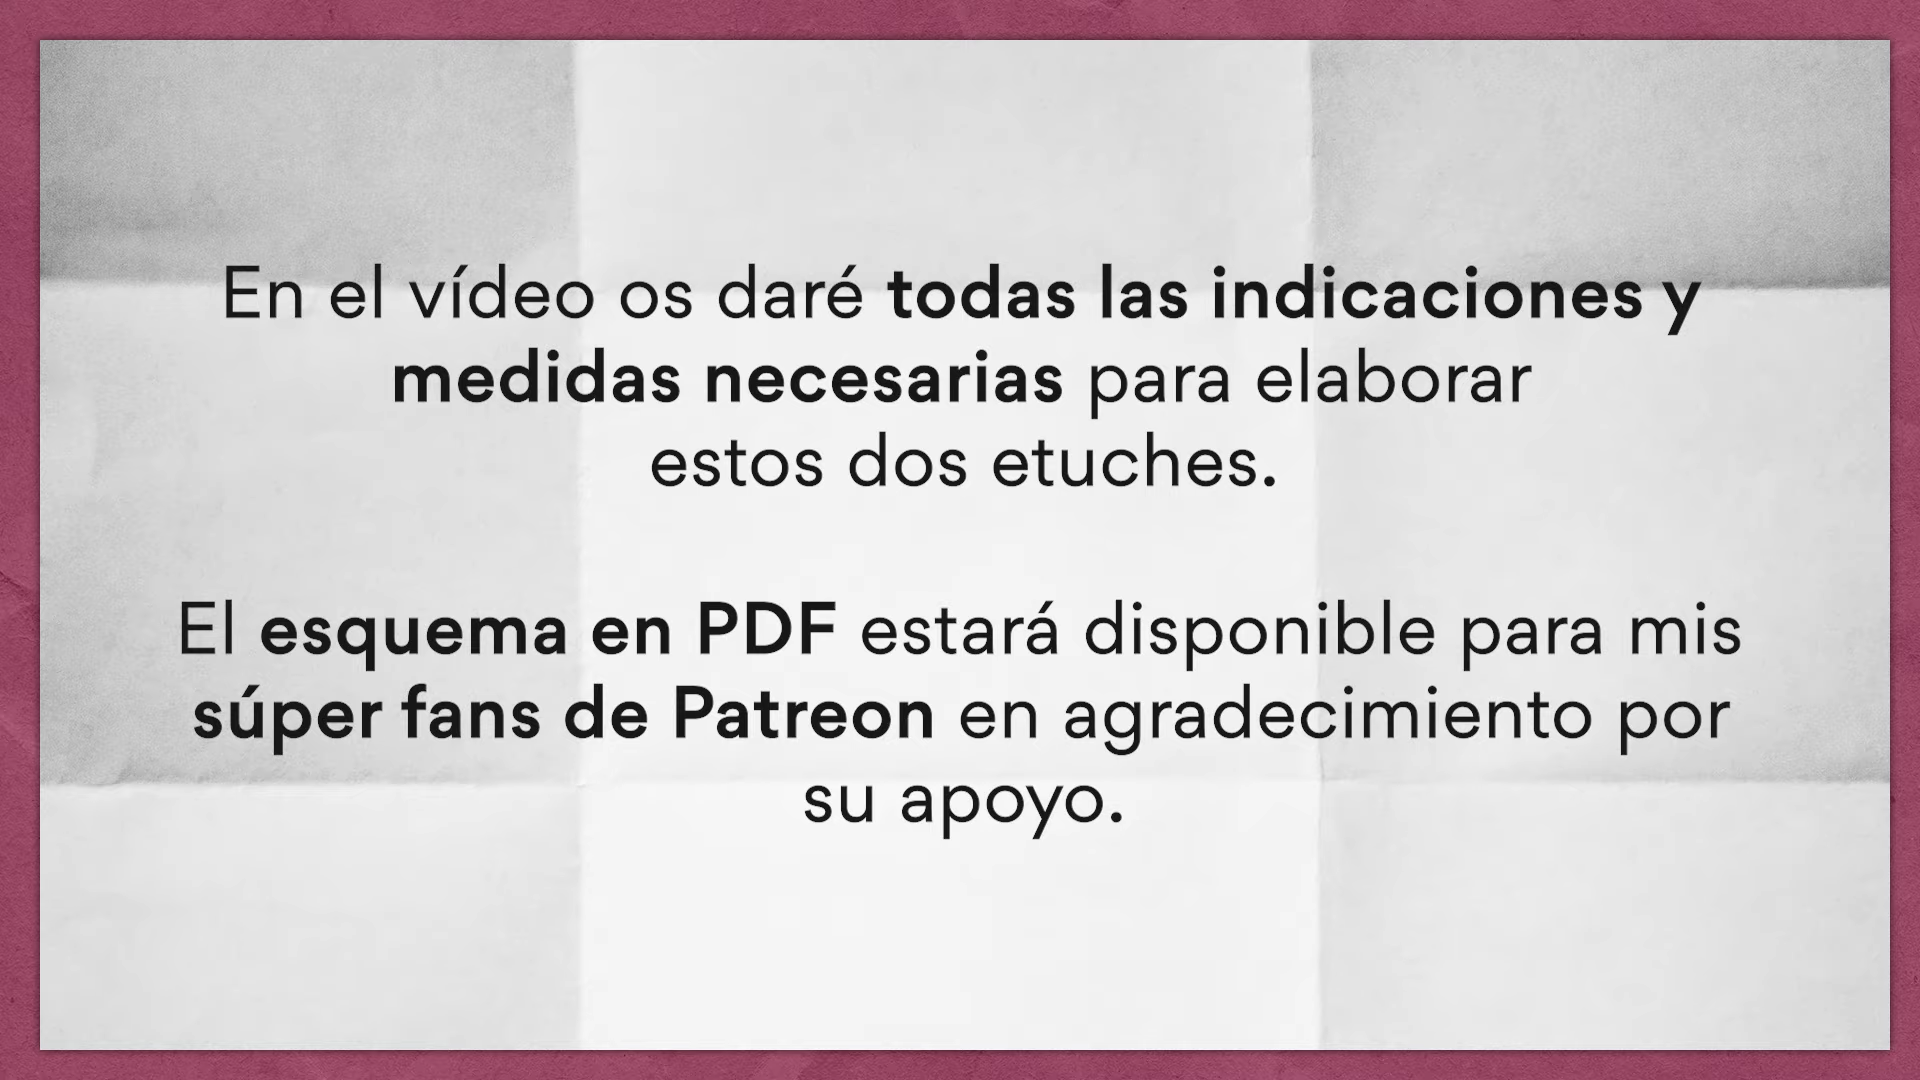 En el vídeo os daré todas las indicaciones y
medidas necesarias para elaborar
estos dos etuches.
El esquema en PDF estará disponible para mis
súper fans de Patreon en agradecimiento por
su apoyo.